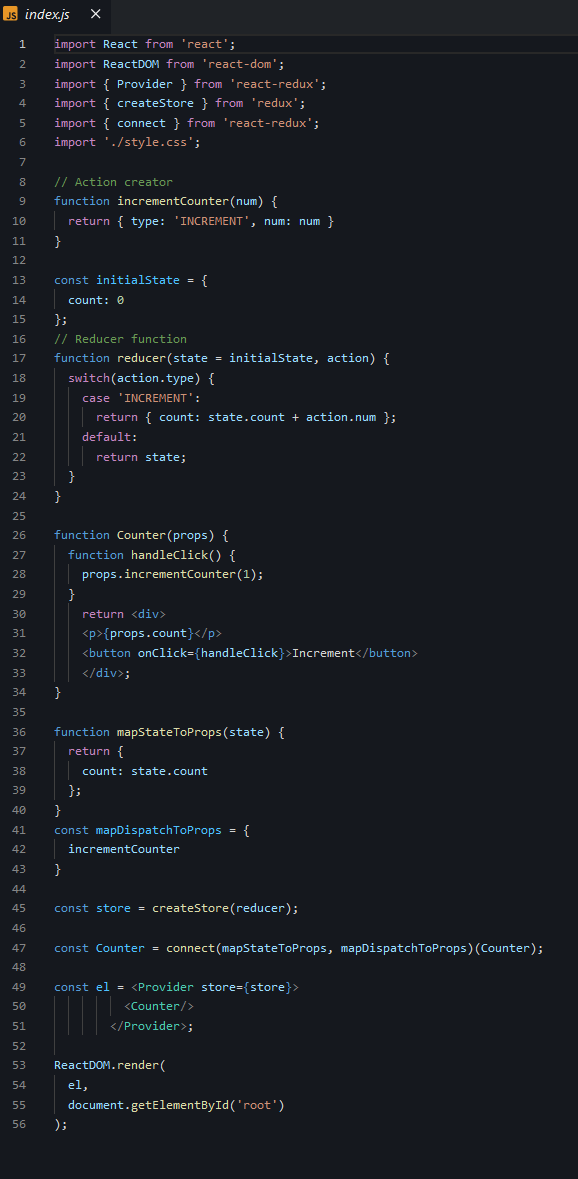 JS index.js ×
1 import React from 'react';
2 import ReactDOM from 'react-dom';
3 import { Provider } from 'react-redux';
4 import { createStore } from 'redux';
5 import { connect } from 'react-redux';
6 import './style.css';
7
8 // Action creator
9 function incrementCounter(num) {
10   return { type: 'INCREMENT', num: num }
11 }
12
13 const initialState = {
14   count: 0
15 };
16 // Reducer function
17 function reducer(state = initialState, action) {
18   switch(action.type) {
19     case 'INCREMENT':
20       return { count: state.count + action.num };
21     default:
22       return state;
23   }
24 }
25
26 function Counter(props) {
27   function handleClick() {
28     props.incrementCounter(1);
29   }
30     return <div>
31     <p>{props.count}</p>
32     <button onClick={handleClick}>Increment</button>
33     </div>;
34 }
35
36 function mapStateToProps(state) {
37   return {
38     count: state.count
39   };
40 }
41 const mapDispatchToProps = {
42   incrementCounter
43 }
44
45 const store = createStore(reducer);
46
47 const Counter = connect(mapStateToProps, mapDispatchToProps)(Counter);
48
49 const el = <Provider store={store}>
50           <Counter/>
51         </Provider>;
52
53 ReactDOM.render(
54   el,
55   document.getElementById('root')
56 );